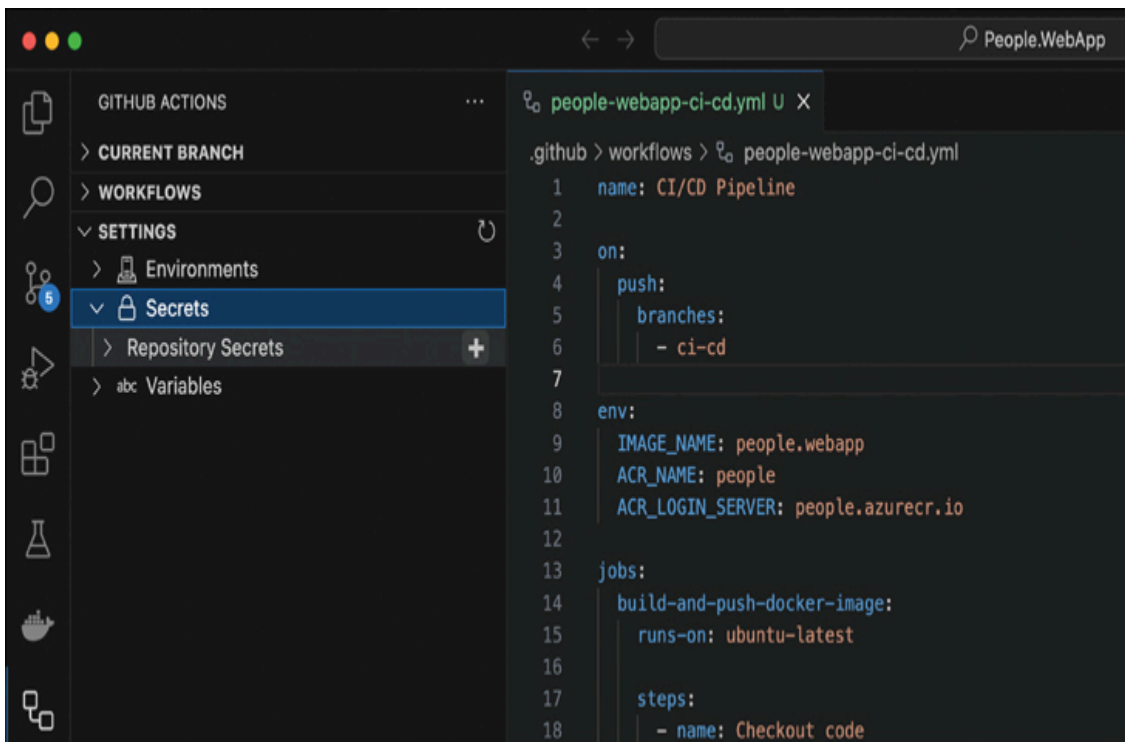 People.WebApp
GITHUB ACTIONS ...
CURRENT BRANCH
WORKFLOWS
SETTINGS
Environments
Secrets
Repository Secrets +
abc Variables
5
people-webapp-ci-cd.yml U X
.github > workflows > people-webapp-ci-cd.yml
1 name: CI/CD Pipeline
2
3 on:
4 push:
5 branches:
6 - ci-cd
7
8 env:
9 IMAGE_NAME: people.webapp
10 ACR_NAME: people
11 ACR_LOGIN_SERVER: people.azurecr.io
12
13 jobs:
14 build-and-push-docker-image:
15 runs-on: ubuntu-latest
16
17 steps:
18 - name: Checkout code